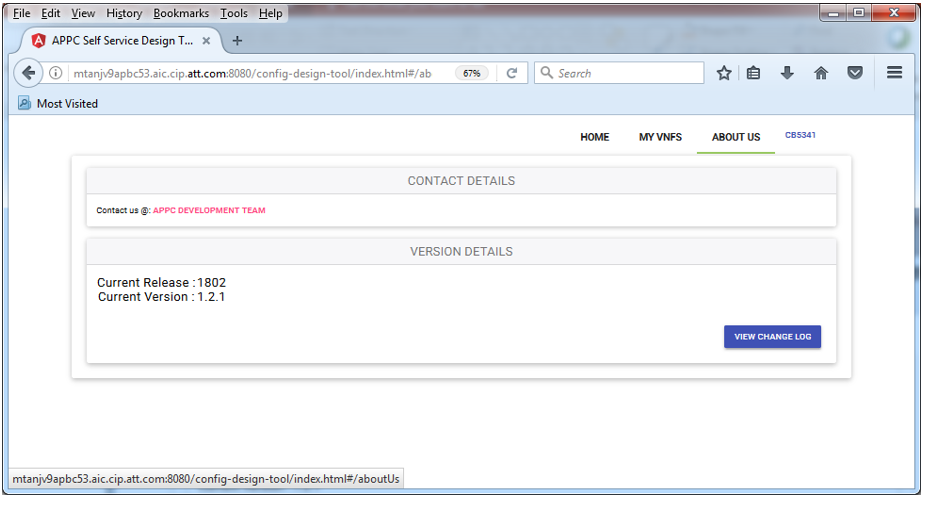 File Edit View History Bookmarks Tools Help
APPC Self Service Design T... × +
mtanjv9apbc53.aic.cip.att.com:8080/config-design-tool/index.html#/ab 67% Search
Most Visited
HOME MY VNFS ABOUT US CB5341
CONTACT DETAILS
Contact us @: APPC DEVELOPMENT TEAM
VERSION DETAILS
Current Release :1802
Current Version : 1.2.1
VIEW CHANGE LOG
mtanjv9apbc53.aic.cip.att.com:8080/config-design-tool/index.html#/aboutUs